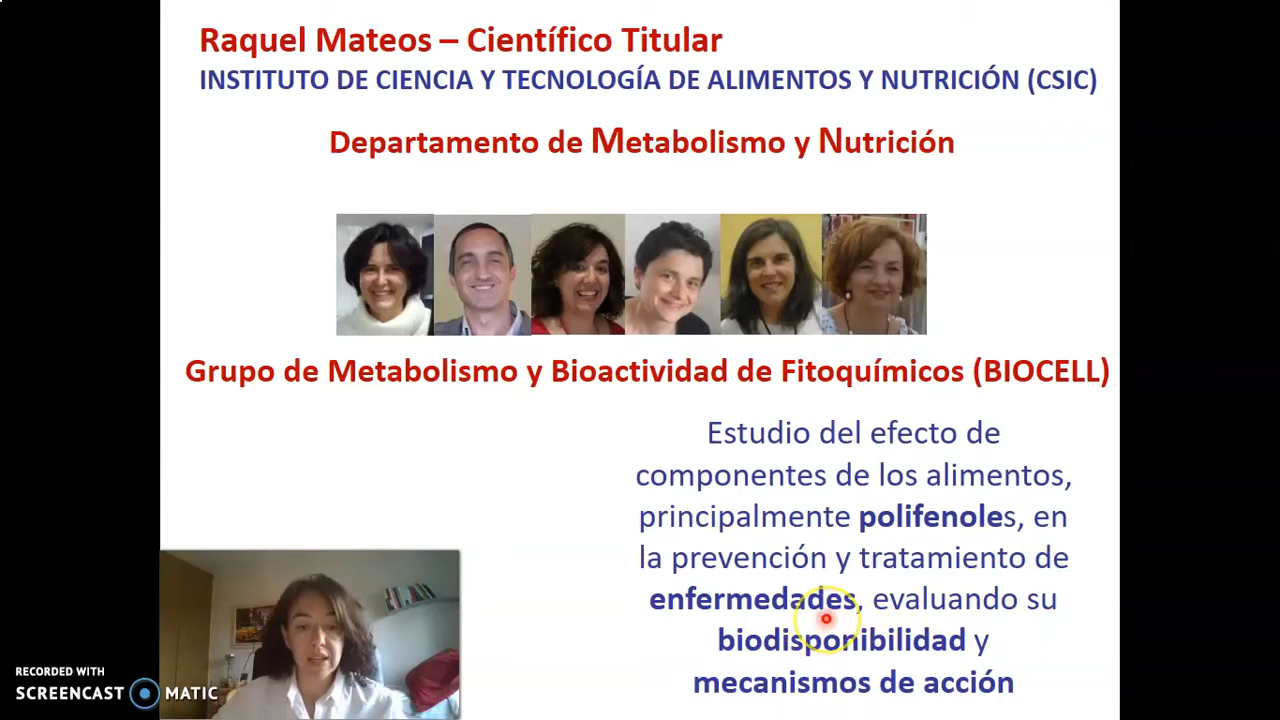 Raquel Mateos – Científico Titular
INSTITUTO DE CIENCIA Y TECNOLOGÍA DE ALIMENTOS Y NUTRICIÓN (CSIC)
Departamento de Metabolismo y Nutrición
Grupo de Metabolismo y Bioactividad de Fitoquímicos (BIOCELL)
Estudio del efecto de
componentes de los alimentos,
principalmente polifenoles, en
la prevención y tratamiento de
enfermedades, evaluando su
biodisponibilidad y
mecanismos de acción
RECORDED WITH
SCREENCAST MATIC